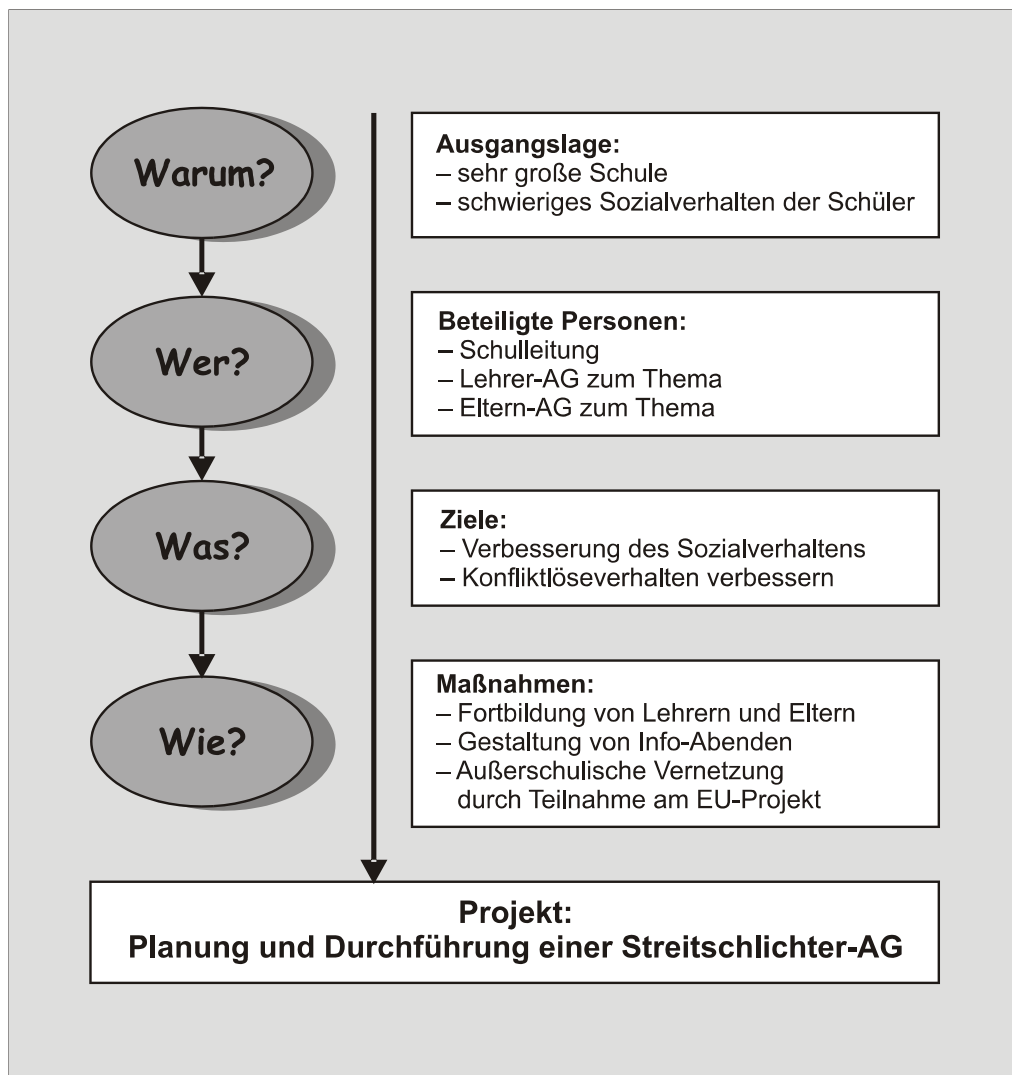 Warum?
Ausgangslage:
– sehr große Schule
– schwieriges Sozialverhalten der Schüler
Wer?
Beteiligte Personen:
– Schulleitung
– Lehrer-AG zum Thema
– Eltern-AG zum Thema
Was?
Ziele:
– Verbesserung des Sozialverhaltens
– Konfliktlöseverhalten verbessern
Wie?
Maßnahmen:
– Fortbildung von Lehrern und Eltern
– Gestaltung von Info-Abenden
– Außerschulische Vernetzung
durch Teilnahme am EU-Projekt
Projekt:
Planung und Durchführung einer Streitschlichter-AG